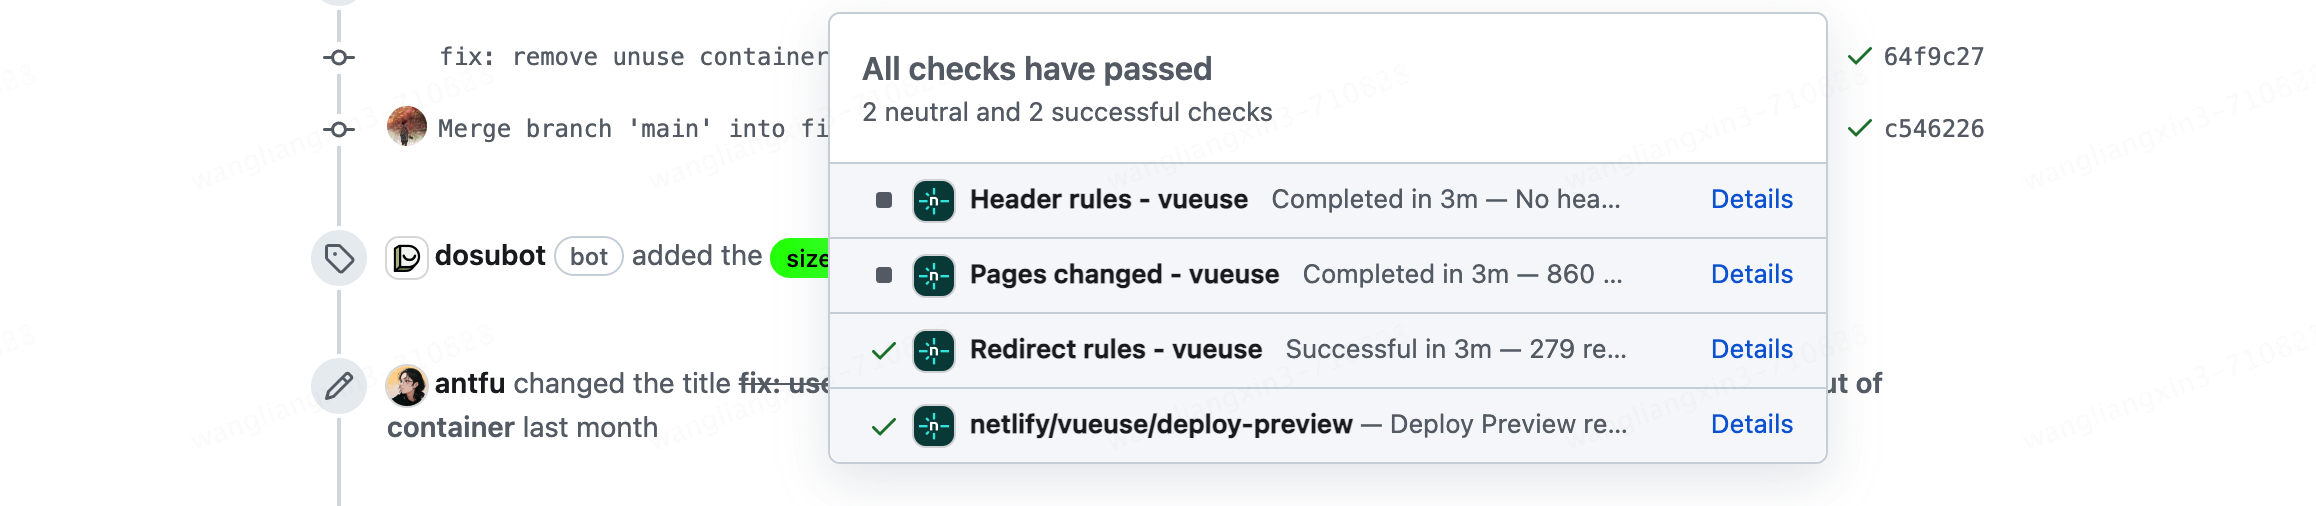 fix: remove unuse container
64f9c27
Merge branch 'main' into fi
c546226
All checks have passed
2 neutral and 2 successful checks
Header rules - vueuse Completed in 3m — No hea... Details
Pages changed - vueuse Completed in 3m — 860 ... Details
Redirect rules - vueuse Successful in 3m — 279 re... Details
netlify/vueuse/deploy-preview — Deploy Preview re... Details
dosubot bot added the size
antfu changed the title fix: use
ut of
container last month
wangliangxin3-710828